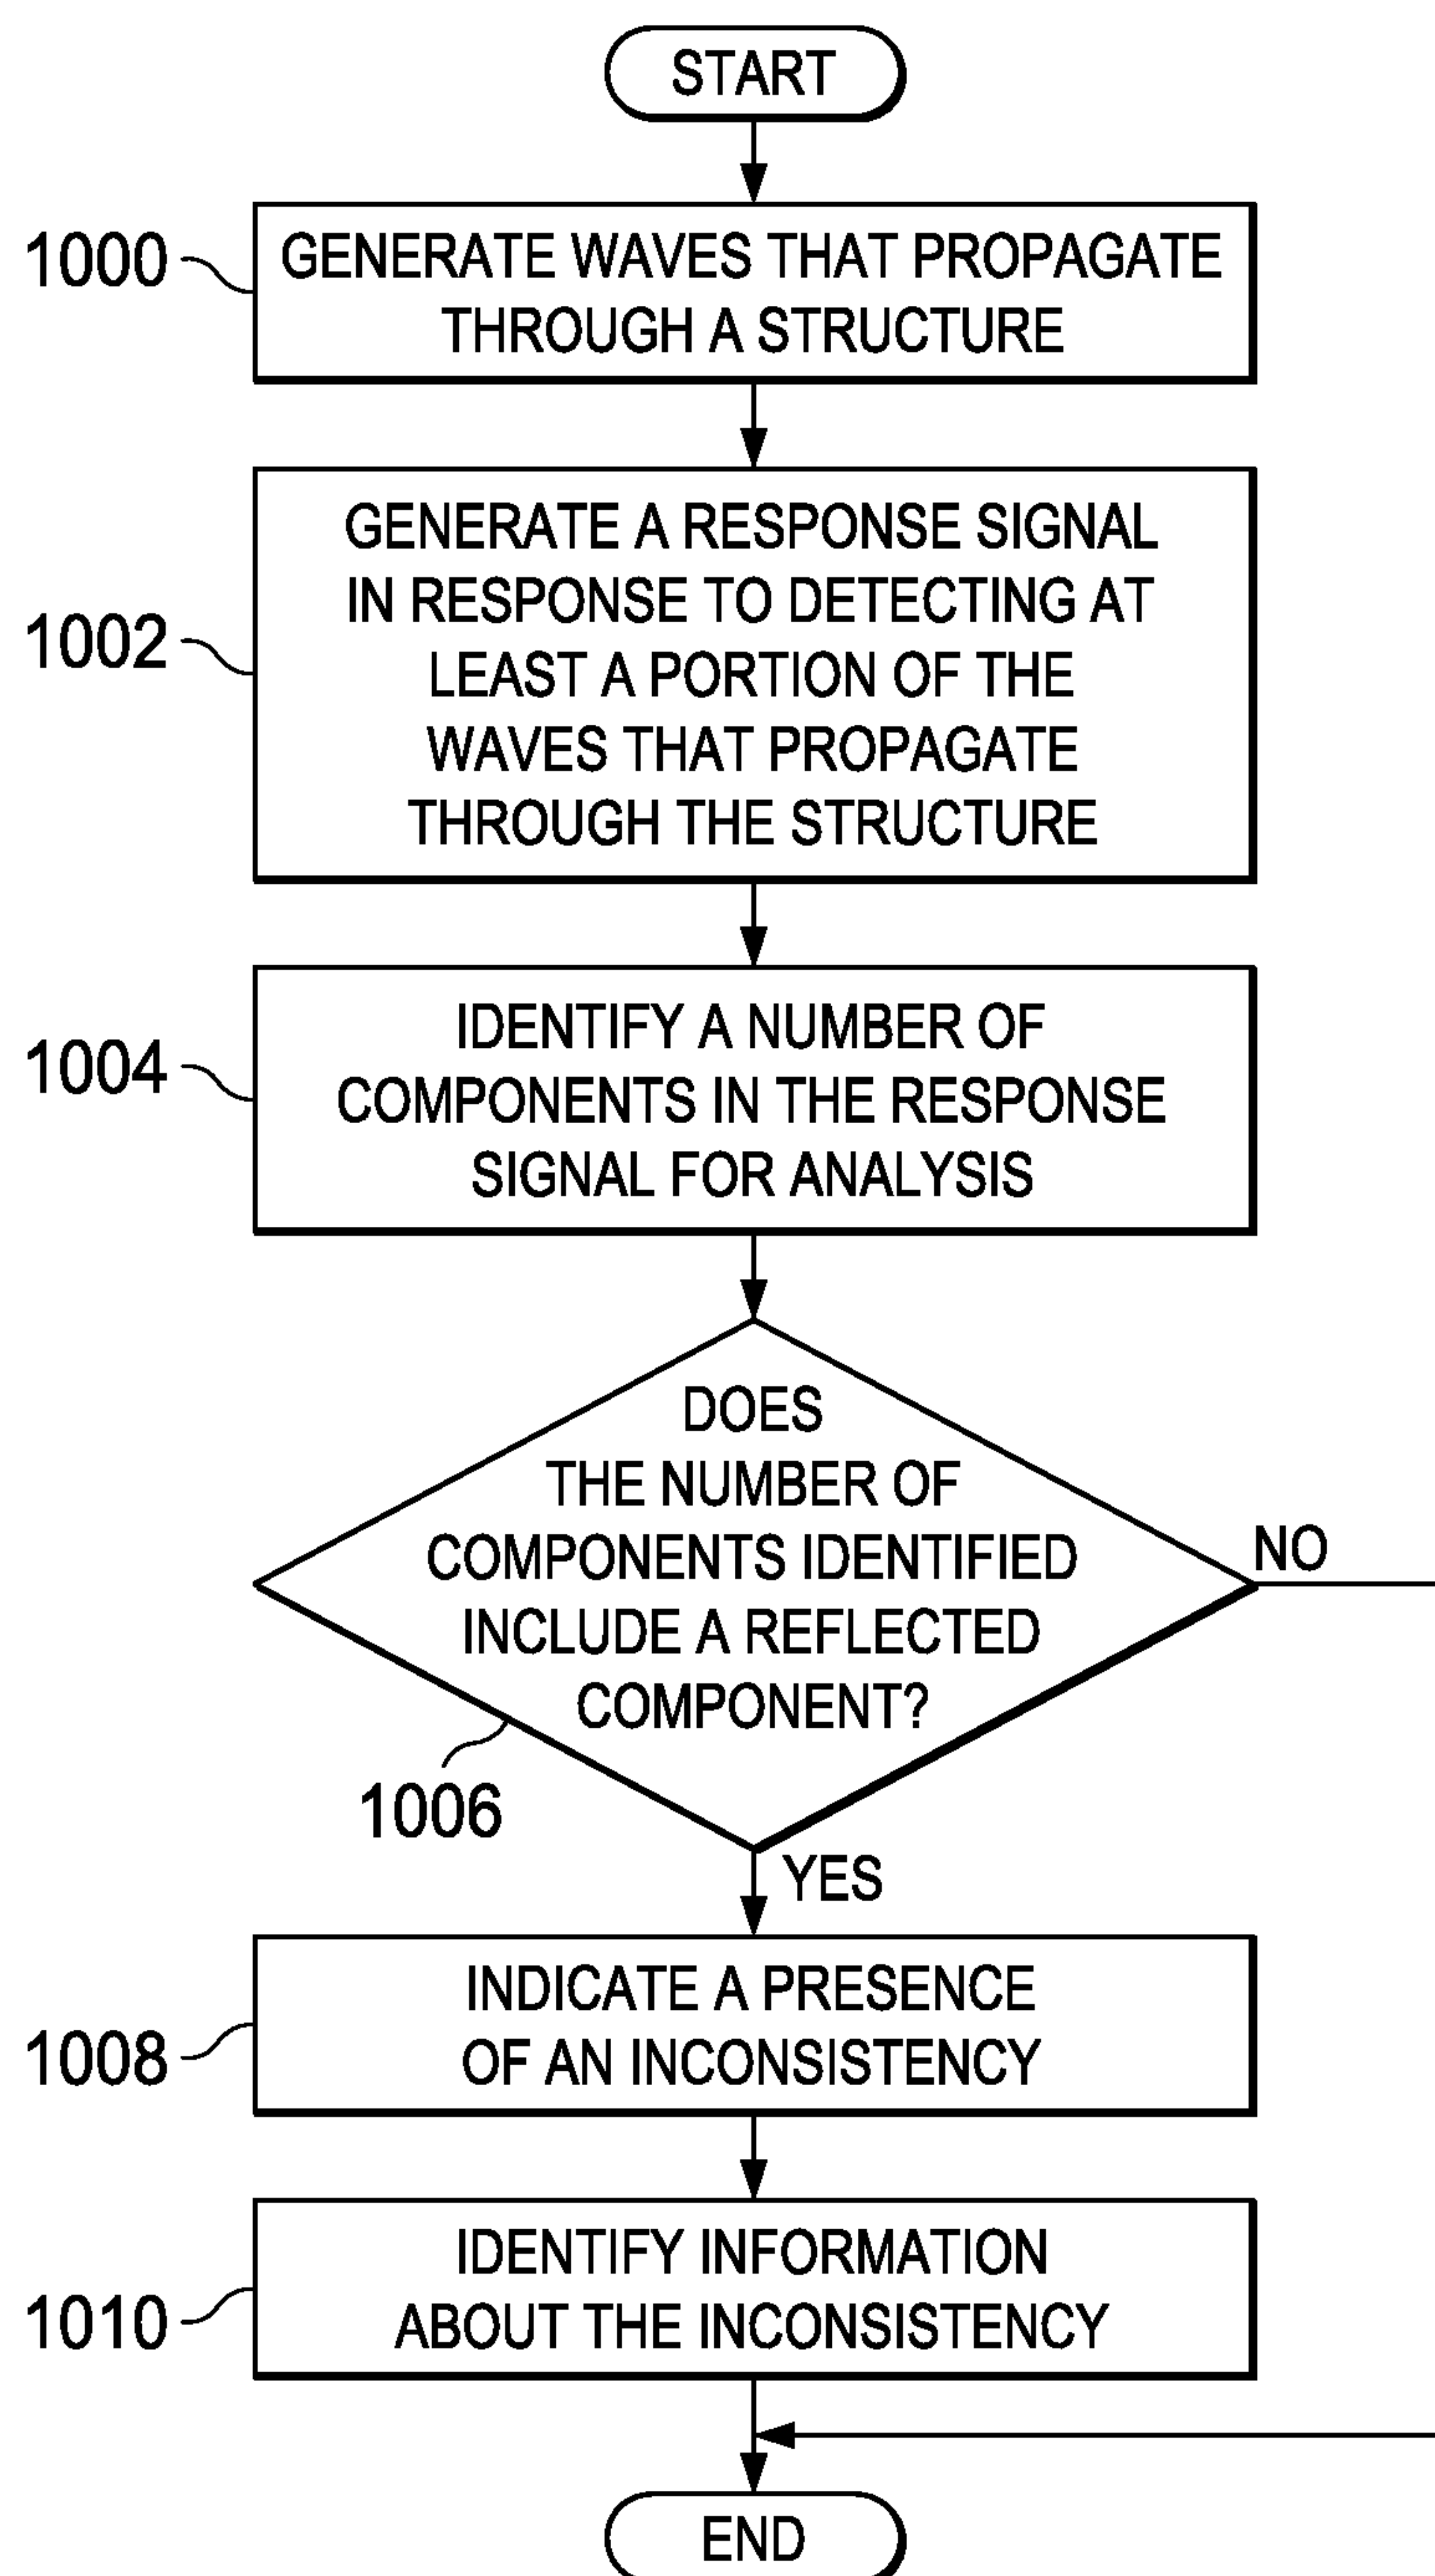 START
1000
GENERATE WAVES THAT PROPAGATE
THROUGH A STRUCTURE
1002
GENERATE A RESPONSE SIGNAL
IN RESPONSE TO DETECTING AT
LEAST A PORTION OF THE
WAVES THAT PROPAGATE
THROUGH THE STRUCTURE
1004
IDENTIFY A NUMBER OF
COMPONENTS IN THE RESPONSE
SIGNAL FOR ANALYSIS
DOES
THE NUMBER OF
COMPONENTS IDENTIFIED
INCLUDE A REFLECTED
COMPONENT?
NO
1006
YES
1008
INDICATE A PRESENCE
OF AN INCONSISTENCY
1010
IDENTIFY INFORMATION
ABOUT THE INCONSISTENCY
END